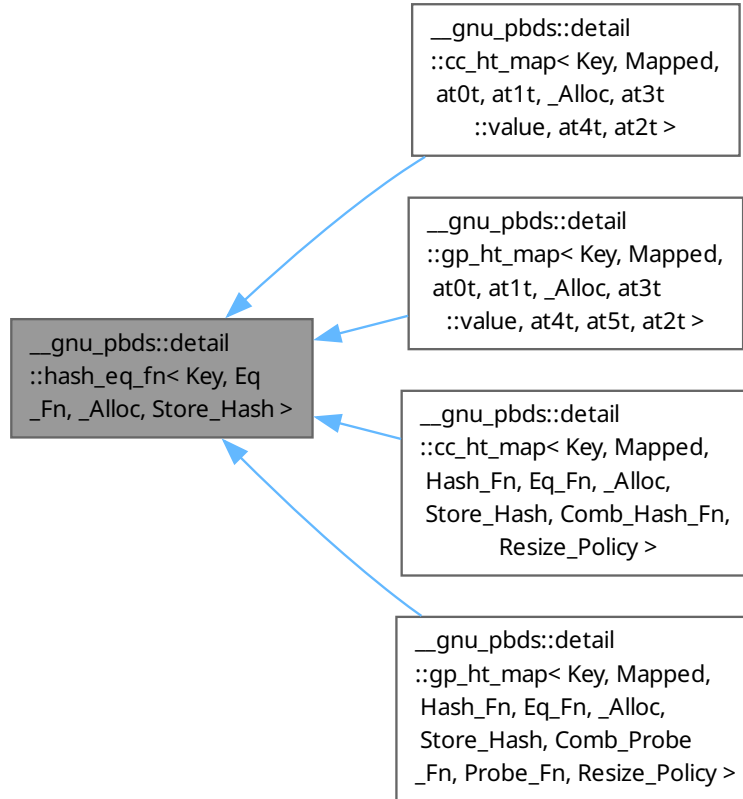 __gnu_pbds::detail
::cc_ht_map< Key, Mapped,
at0t, at1t, _Alloc, at3t
::value, at4t, at2t >
__gnu_pbds::detail
::gp_ht_map< Key, Mapped,
at0t, at1t, _Alloc, at3t
::value, at4t, at5t, at2t >
__gnu_pbds::detail
::hash_eq_fn< Key, Eq
_Fn, _Alloc, Store_Hash >
__gnu_pbds::detail
::cc_ht_map< Key, Mapped,
Hash_Fn, Eq_Fn, _Alloc,
Store_Hash, Comb_Hash_Fn,
Resize_Policy >
__gnu_pbds::detail
::gp_ht_map< Key, Mapped,
Hash_Fn, Eq_Fn, _Alloc,
Store_Hash, Comb_Probe
_Fn, Probe_Fn, Resize_Policy >